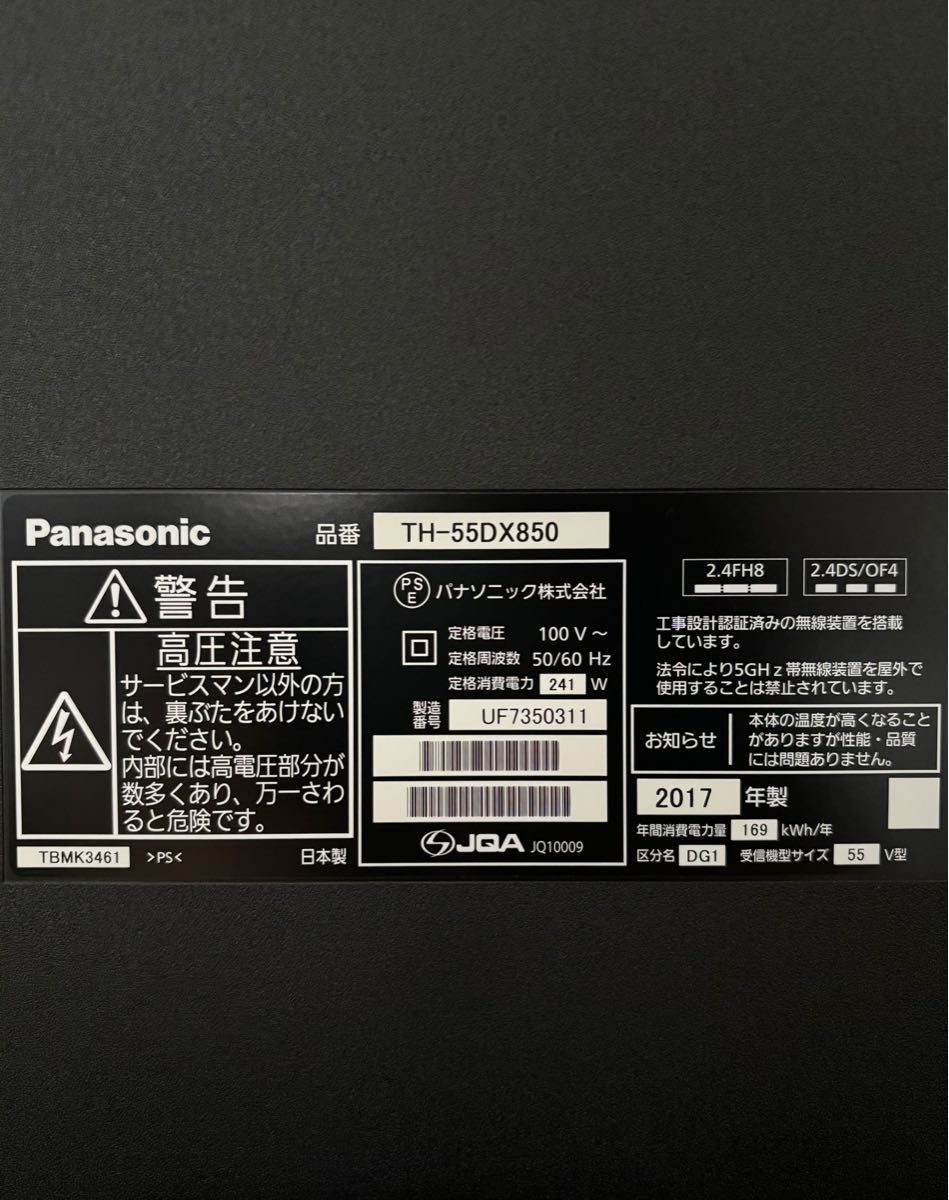 Panasonic
品番 TH-55DX850
警告
高圧注意
サービスマン以外の方
は、裏ぶたをあけない
でください。
内部には高電圧部分が
数多くあり、万一さわ
ると危険です。
TBMK3461 >PS< 日本製
PSE パナソニック株式会社
定格電圧 100 V ～
定格周波数 50/60 Hz
定格消費電力 241 W
製造番号 UF7350311
JQA JQ10009
2.4FH8 2.4DS/OF4
工事設計認証済みの無線装置を搭載
しています。
法令により5GHｚ帯無線装置を屋外で
使用することは禁止されています。
お知らせ
本体の温度が高くなること
がありますが性能・品質
には問題ありません。
2017 年製
年間消費電力量 169 kWh/年
区分名 DG1 受信機型サイズ 55 V型